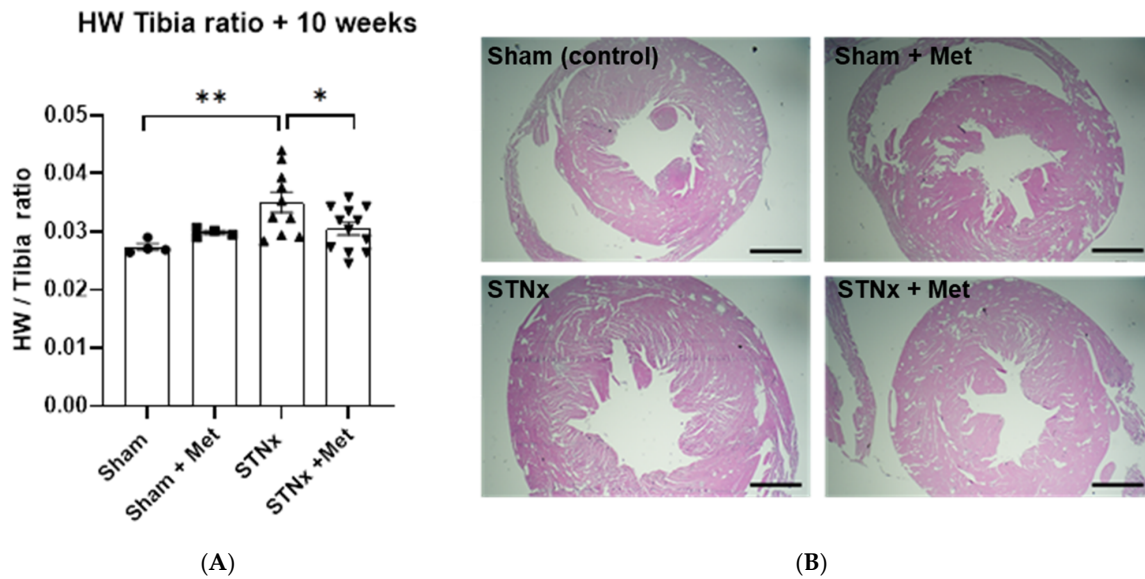 HW Tibia ratio + 10 weeks
**
*
HW / Tibia ratio
0.05
0.04
0.03
0.02
0.01
0.00
Sham
Sham + Met
STNx
STNx +Met
(A)
Sham (control)
Sham + Met
STNx
STNx + Met
(B)